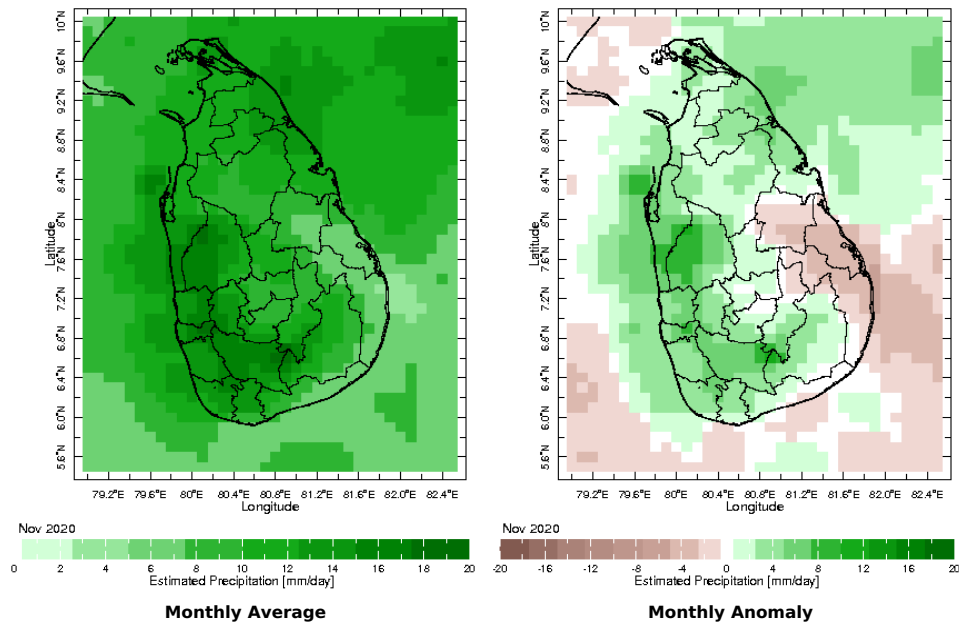 10°N
9.6°N
9.2°N
8.8°N
8.4°N
8°N
7.6°N
7.2°N
6.8°N
6.4°N
6.0°N
5.6°N
Latitude
79.2°E 79.6°E 80°E 80.4°E 80.8°E 81.2°E 81.6°E 82.0°E 82.4°E
Longitude
Nov 2020
0 2 4 6 8 10 12 14 16 18 20
Estimated Precipitation [mm/day]
Monthly Average
10°N
9.6°N
9.2°N
8.8°N
8.4°N
8°N
7.6°N
7.2°N
6.8°N
6.4°N
6.0°N
5.6°N
Latitude
79.2°E 79.6°E 80°E 80.4°E 80.8°E 81.2°E 81.6°E 82.0°E 82.4°E
Longitude
Nov 2020
-20 -16 -12 -8 -4 0 4 8 12 16 20
Estimated Precipitation [mm/day]
Monthly Anomaly